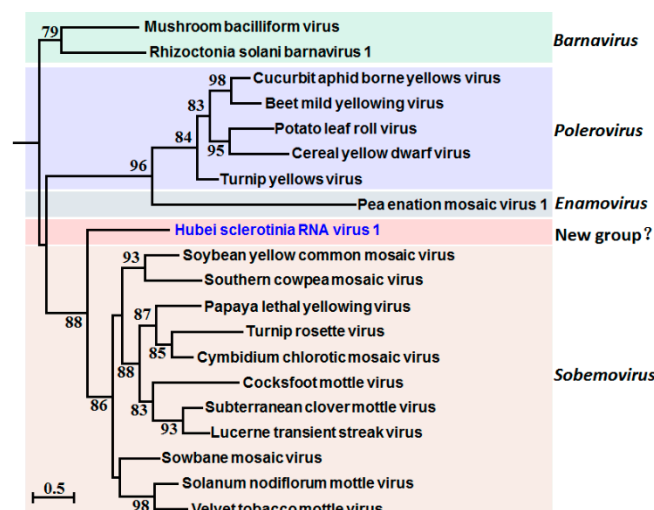 79
Mushroom bacilliform virus
Rhizoctonia solani barnavirus 1
Barnavirus
98
Cucurbit aphid borne yellows virus
83
Beet mild yellowing virus
84
Potato leaf roll virus
95
Cereal yellow dwarf virus
Polerovirus
96
Turnip yellows virus
Pea enation mosaic virus 1
Enamovirus
Hubei sclerotinia RNA virus 1
New group?
88
93
Soybean yellow common mosaic virus
Southern cowpea mosaic virus
87
Papaya lethal yellowing virus
Turnip rosette virus
85
Cymbidium chlorotic mosaic virus
88
Cocksfoot mottle virus
Sobemovirus
86
83
Subterranean clover mottle virus
93
Lucerne transient streak virus
Sowbane mosaic virus
Solanum nodiflorum mottle virus
98
Velvet tobacco mottle virus
0.5